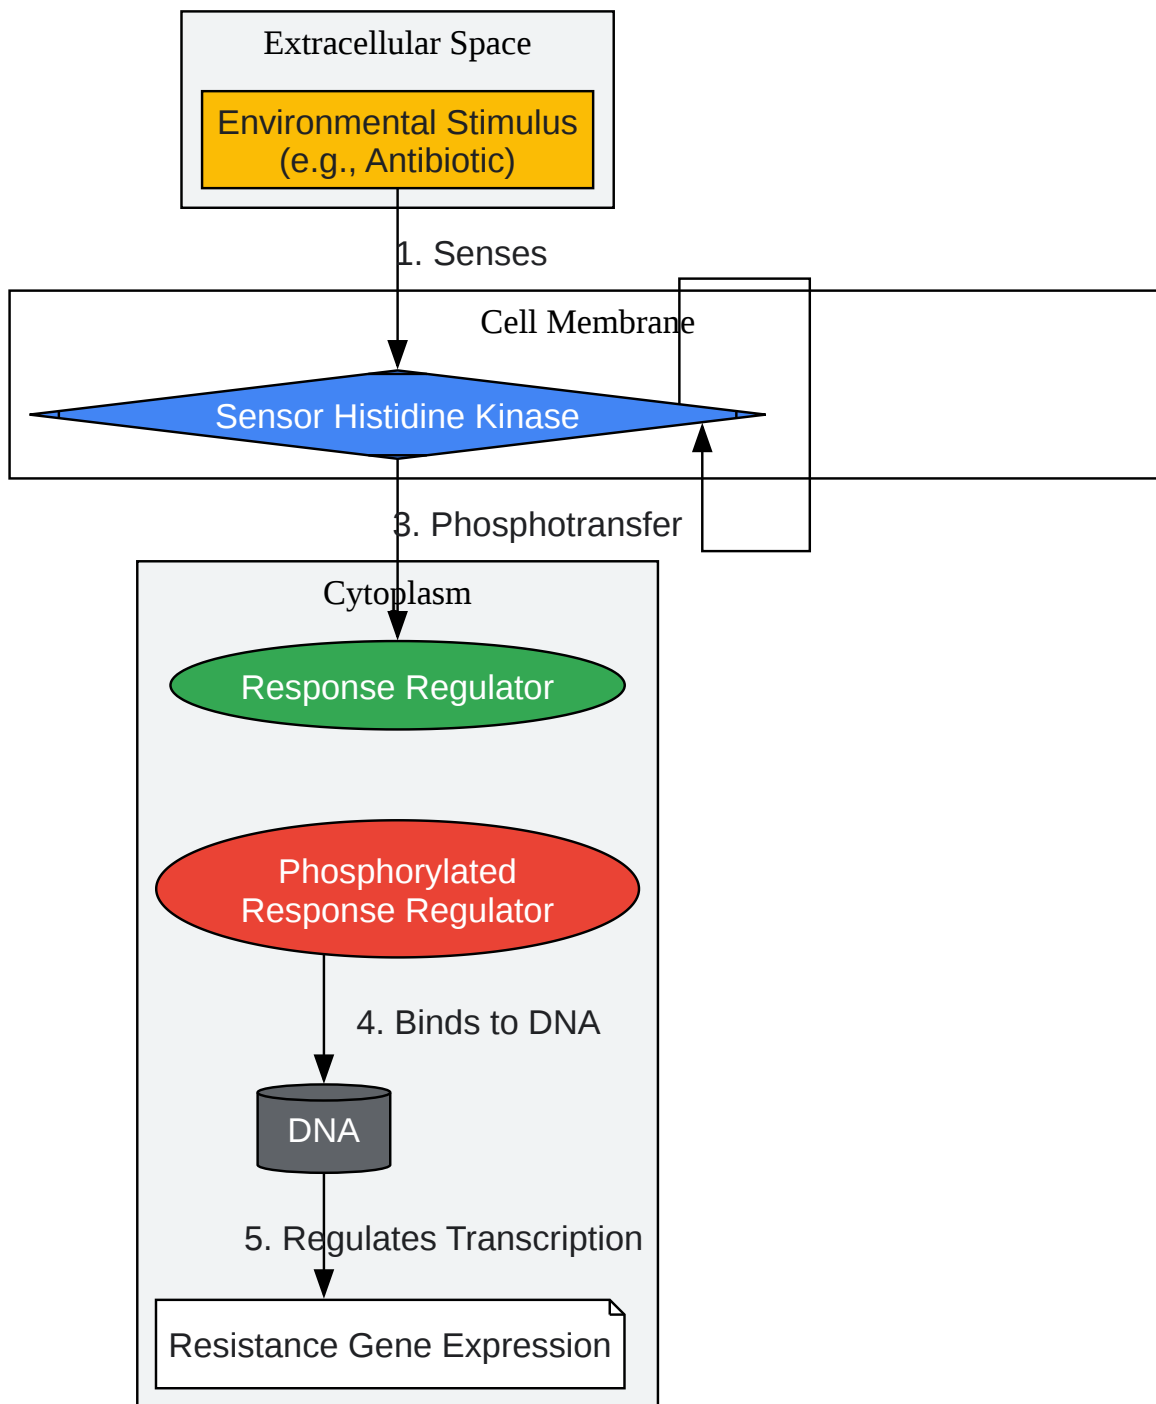 Extracellular Space
Environmental Stimulus
(e.g., Antibiotic)
1. Senses
Cell Membrane
Sensor Histidine Kinase
3. Phosphotransfer
Cytoplasm
Response Regulator
Phosphorylated
Response Regulator
4. Binds to DNA
DNA
5. Regulates Transcription
Resistance Gene Expression